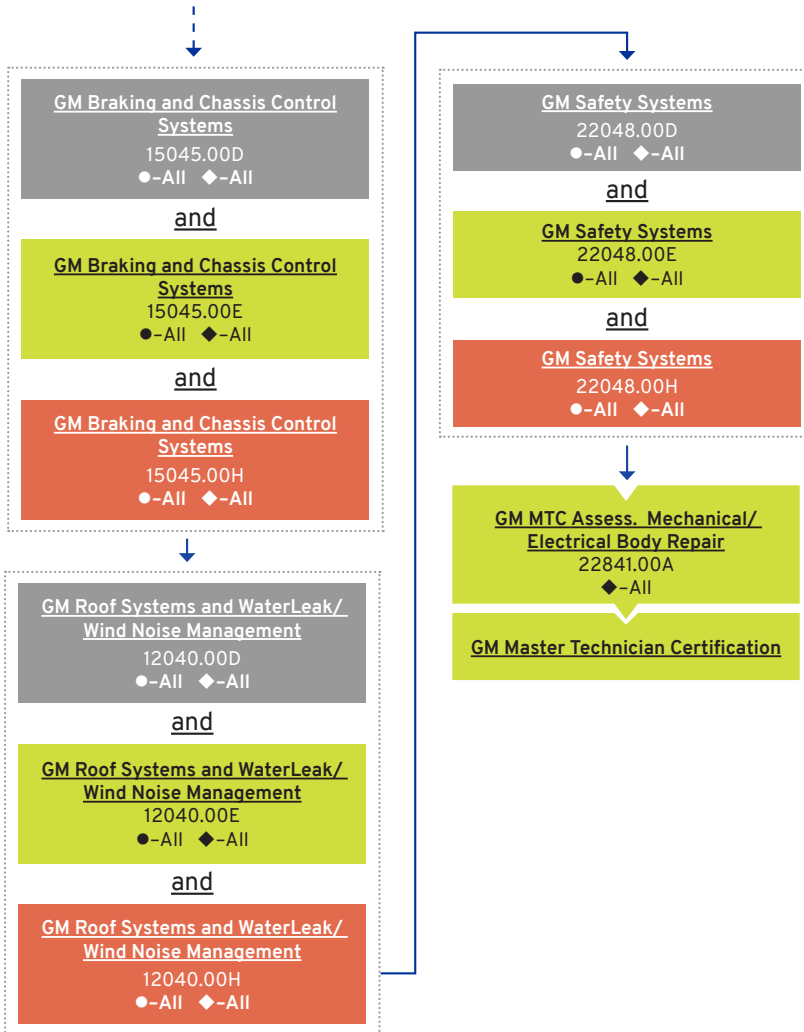 GM Braking and Chassis Control
Systems
15045.00D
●–All ◆–All
and
GM Braking and Chassis Control
Systems
15045.00E
●–All ◆–All
and
GM Braking and Chassis Control
Systems
15045.00H
●–All ◆–All
GM Roof Systems and WaterLeak/
Wind Noise Management
12040.00D
●–All ◆–All
and
GM Roof Systems and WaterLeak/
Wind Noise Management
12040.00E
●–All ◆–All
and
GM Roof Systems and WaterLeak/
Wind Noise Management
12040.00H
●–All ◆–All
GM Safety Systems
22048.00D
●–All ◆–All
and
GM Safety Systems
22048.00E
●–All ◆–All
and
GM Safety Systems
22048.00H
●–All ◆–All
GM MTC Assess. Mechanical/
Electrical Body Repair
22841.00A
◆–All
GM Master Technician Certification